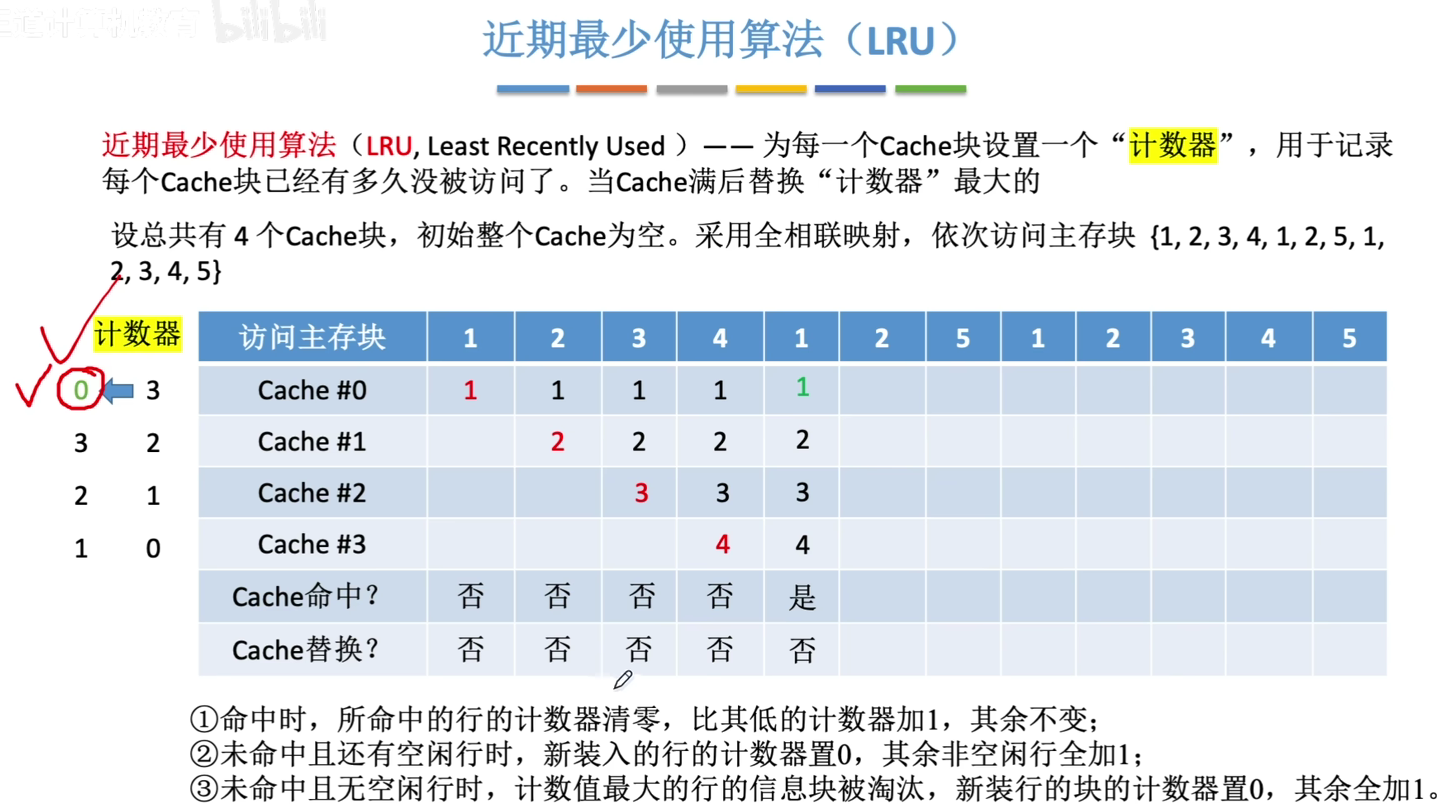 bilibili
近期最少使用算法（LRU）
近期最少使用算法（LRU, Least Recently Used ）—— 为每一个Cache块设置一个“计数器”，用于记录
每个Cache块已经有多久没被访问了。当Cache满后替换“计数器”最大的
设总共有 4 个Cache块，初始整个Cache为空。采用全相联映射，依次访问主存块 {1, 2, 3, 4, 1, 2, 5, 1,
2, 3, 4, 5}
计数器 访问主存块 1 2 3 4 1 2 5 1 2 3 4 5
0 3 Cache #0 1 1 1 1 1
3 2 Cache #1 2 2 2 2
2 1 Cache #2 3 3 3
1 0 Cache #3 4 4
Cache命中？ 否 否 否 否 是
Cache替换？ 否 否 否 否 否
①命中时，所命中的行的计数器清零，比其低的计数器加1，其余不变；
②未命中且还有空闲行时，新装入的行的计数器置0，其余非空闲行全加1；
③未命中且无空闲行时，计数值最大的行的信息块被淘汰，新装行的块的计数器置0，其余全加1。